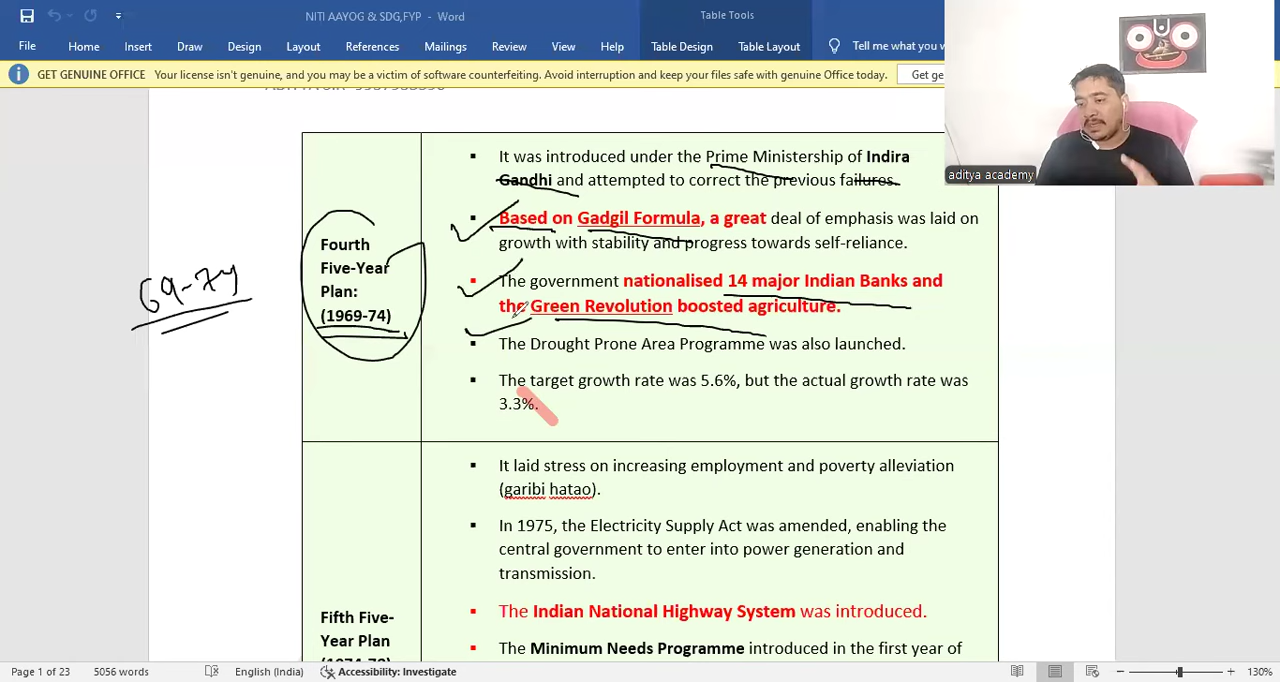 NITI AAYOG & SDG,FYP - Word
Table Tools
File Home Insert Draw Design Layout References Mailings Review View Help Table Design Table Layout Tell me what you w
GET GENUINE OFFICE Your license isn't genuine, and you may be a victim of software counterfeiting. Avoid interruption and keep your files safe with genuine Office today. Get ge
aditya academy
69-74
Fourth
Five-Year
Plan:
(1969-74)
▪ It was introduced under the Prime Ministership of Indira
Gandhi and attempted to correct the previous failures.
▪ Based on Gadgil Formula, a great deal of emphasis was laid on
growth with stability and progress towards self-reliance.
▪ The government nationalised 14 major Indian Banks and
the Green Revolution boosted agriculture.
▪ The Drought Prone Area Programme was also launched.
▪ The target growth rate was 5.6%, but the actual growth rate was
3.3%.
Fifth Five-
Year Plan
▪ It laid stress on increasing employment and poverty alleviation
(garibi hatao).
▪ In 1975, the Electricity Supply Act was amended, enabling the
central government to enter into power generation and
transmission.
▪ The Indian National Highway System was introduced.
▪ The Minimum Needs Programme introduced in the first year of
Page 1 of 23 5056 words English (India) Accessibility: Investigate 130%